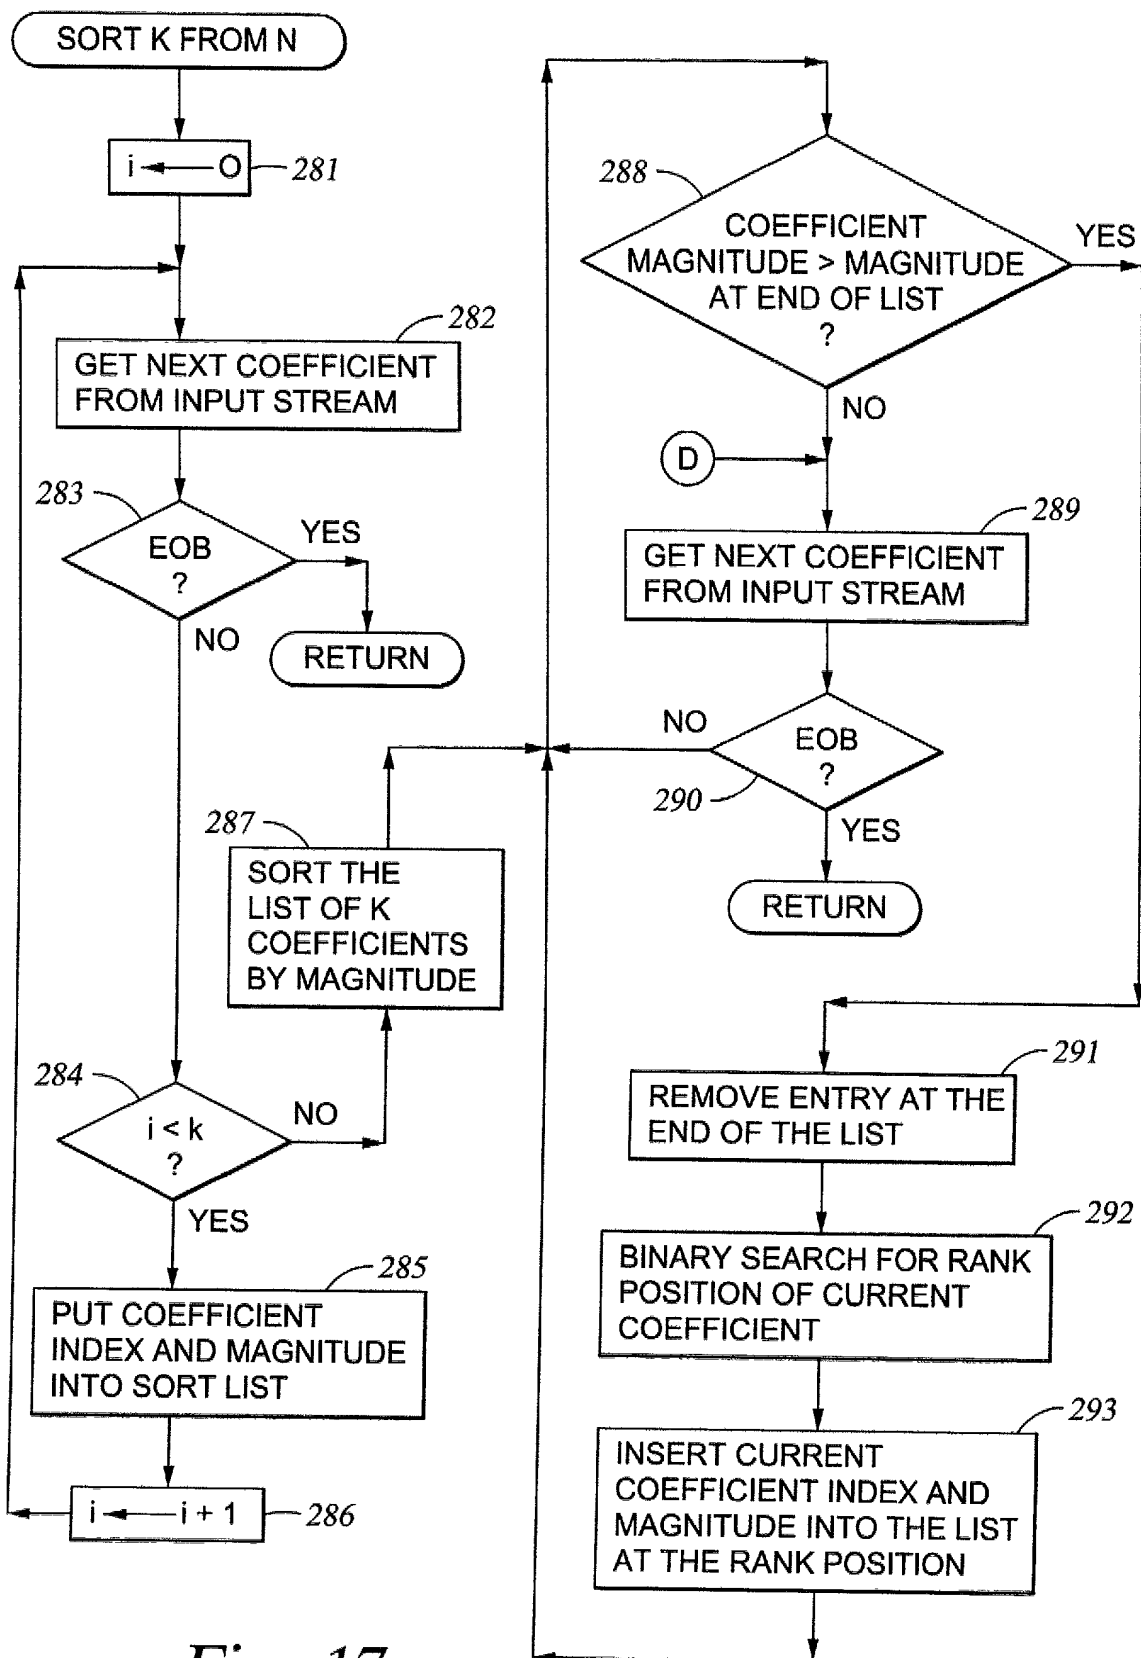 SORT K FROM N
i ← O
281
282
GET NEXT COEFFICIENT
FROM INPUT STREAM
283
EOB
?
YES
NO
RETURN
287
SORT THE
LIST OF K
COEFFICIENTS
BY MAGNITUDE
284
i < k
?
NO
YES
285
PUT COEFFICIENT
INDEX AND MAGNITUDE
INTO SORT LIST
i ← i + 1
286
288
COEFFICIENT
MAGNITUDE > MAGNITUDE
AT END OF LIST
?
YES
NO
D
289
GET NEXT COEFFICIENT
FROM INPUT STREAM
NO
EOB
?
290
YES
RETURN
291
REMOVE ENTRY AT THE
END OF THE LIST
292
BINARY SEARCH FOR RANK
POSITION OF CURRENT
COEFFICIENT
293
INSERT CURRENT
COEFFICIENT INDEX AND
MAGNITUDE INTO THE LIST
AT THE RANK POSITION